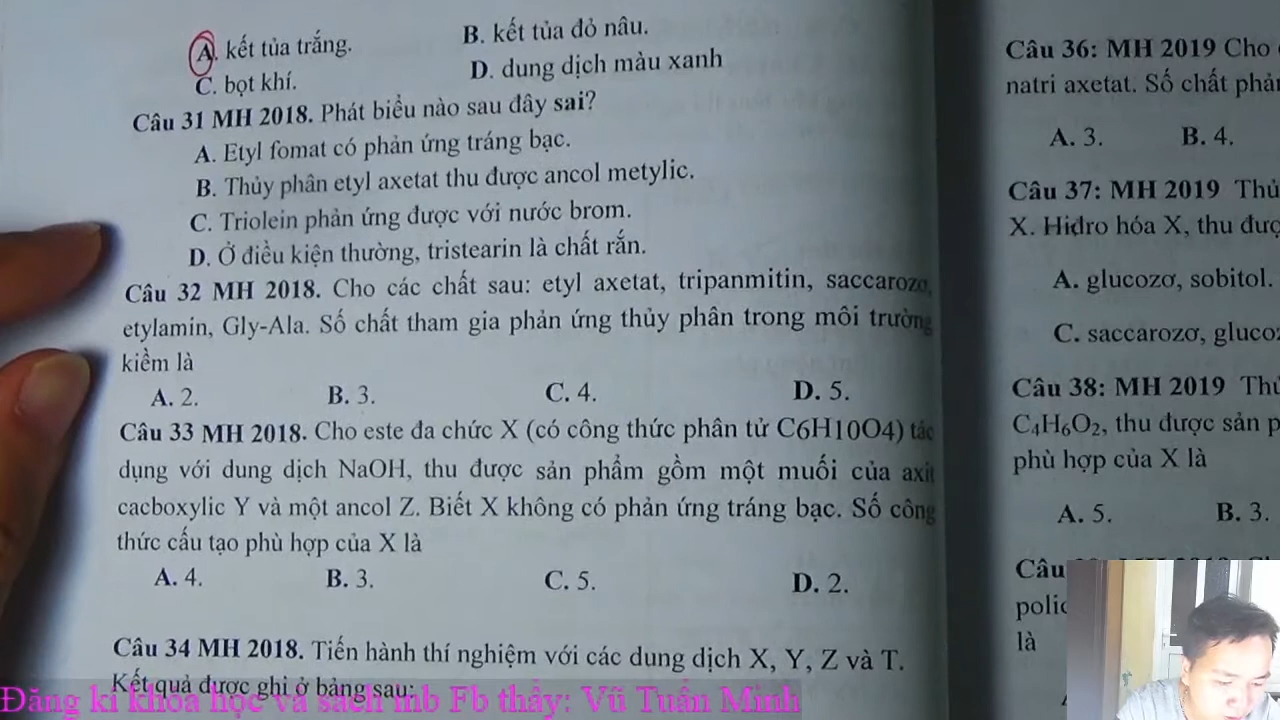 A. kết tủa trắng. B. kết tủa đỏ nâu.
C. bọt khí. D. dung dịch màu xanh
Câu 31 MH 2018. Phát biểu nào sau đây sai?
A. Etyl fomat có phản ứng tráng bạc.
B. Thủy phân etyl axetat thu được ancol metylic.
C. Triolein phản ứng được với nước brom.
D. Ở điều kiện thường, tristearin là chất rắn.
Câu 32 MH 2018. Cho các chất sau: etyl axetat, tripanmitin, saccarozơ,
etylamin, Gly-Ala. Số chất tham gia phản ứng thủy phân trong môi trường
kiềm là
A. 2. B. 3. C. 4. D. 5.
Câu 33 MH 2018. Cho este đa chức X (có công thức phân tử C6H10O4) tác
dụng với dung dịch NaOH, thu được sản phẩm gồm một muối của axit
cacboxylic Y và một ancol Z. Biết X không có phản ứng tráng bạc. Số công
thức cấu tạo phù hợp của X là
A. 4. B. 3. C. 5. D. 2.
Câu 34 MH 2018. Tiến hành thí nghiệm với các dung dịch X, Y, Z và T.
Kết quả được ghi ở bảng sau:
Đăng kí khóa học và sách inb Fb thầy: Vũ Tuấn Minh
Câu 36: MH 2019 Cho
natri axetat. Số chất phản
A. 3. B. 4.
Câu 37: MH 2019 Thủ
X. Hiđro hóa X, thu đượ
A. glucozơ, sobitol.
C. saccarozơ, glucoz
Câu 38: MH 2019 Thủ
C₄H₆O₂, thu được sản p
phù hợp của X là
A. 5. B. 3.
Câu
polic
là